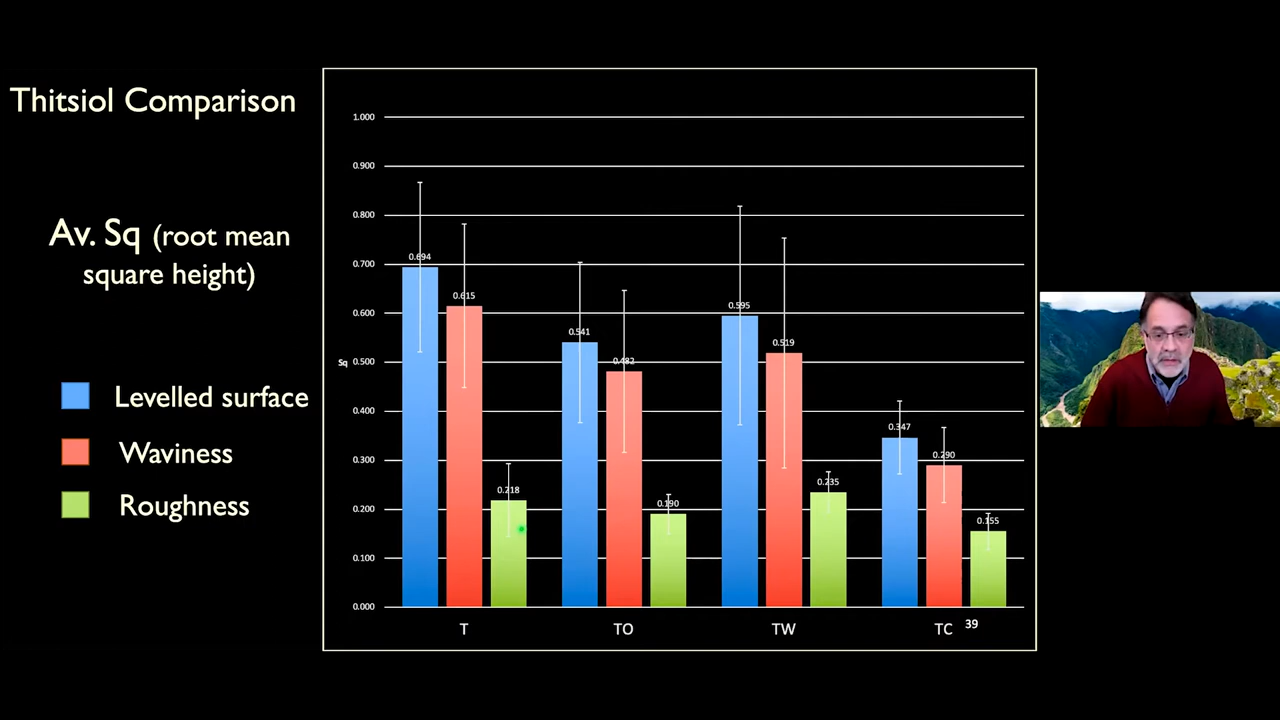 Thitsiol Comparison
Av. Sq (root mean
square height)
Levelled surface
Waviness
Roughness
1.000
0.900
0.800
0.700
0.600
0.500
0.400
0.300
0.200
0.100
0.000
Sq
0.694
0.615
0.218
0.541
0.482
0.190
0.595
0.519
0.235
0.347
0.290
0.155
T
TO
TW
TC
39